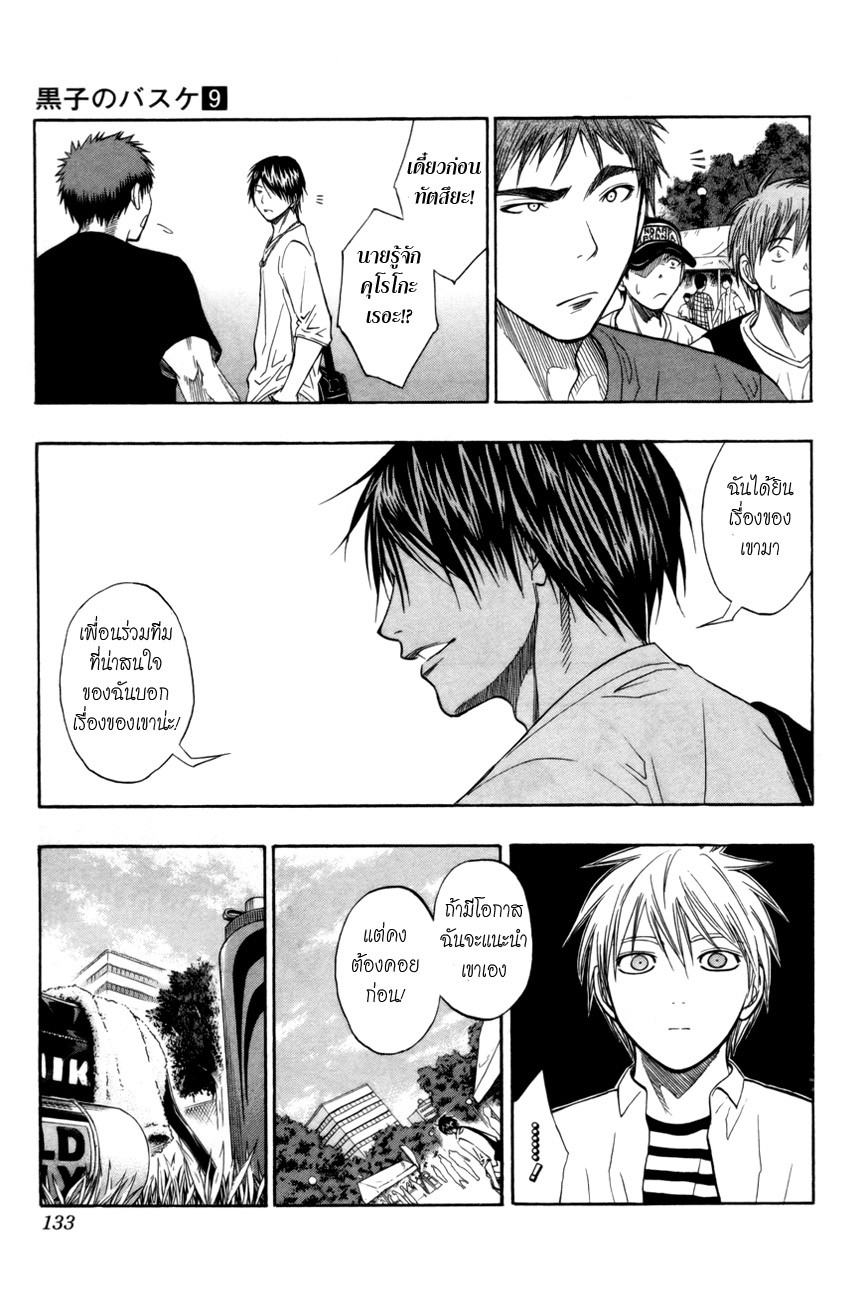 黒子のバスケ 9
เดี๋ยวก่อน
ทัตสึยะ!
นายรู้จัก
คุโรโกะ
เรอะ!?
ฉันได้ยิน
เรื่องของ
เขามา
เพื่อนร่วมทีม
ที่น่าสนใจ
ของฉันบอก
เรื่องของเขาน่ะ!
ถ้ามีโอกาส
ฉันจะแนะนำ
เขาเอง
แต่คง
ต้องคอย
ก่อน!
133